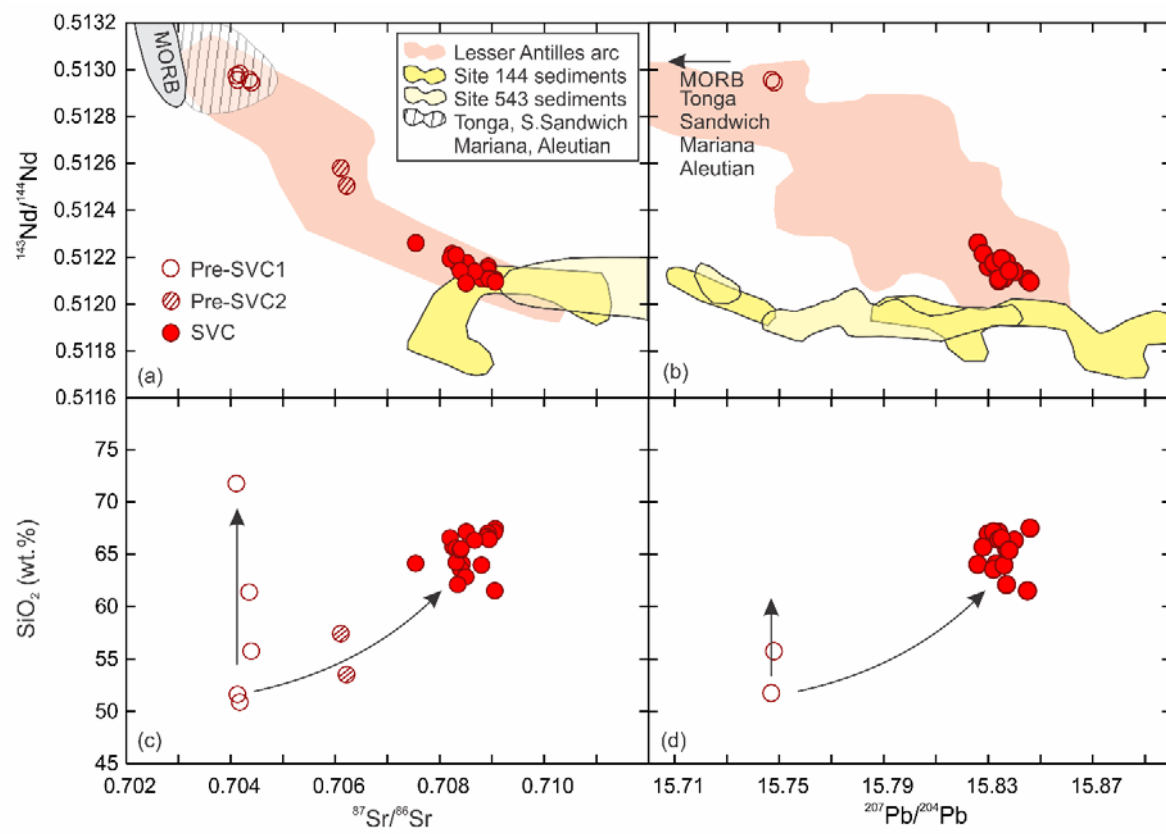 0.5132
0.5130
0.5128
0.5126
0.5124
0.5122
0.5120
0.5118
0.5116
¹⁴³Nd/¹⁴⁴Nd
MORB
Lesser Antilles arc
Site 144 sediments
Site 543 sediments
Tonga, S.Sandwich
Mariana, Aleutian
Pre-SVC1
Pre-SVC2
SVC
(a)
MORB
Tonga
Sandwich
Mariana
Aleutian
(b)
75
70
65
60
55
50
45
SiO₂ (wt.%)
(c)
(d)
0.702
0.704
0.706
0.708
0.710
⁸⁷Sr/⁸⁶Sr
15.71
15.75
15.79
15.83
15.87
²⁰⁷Pb/²⁰⁴Pb